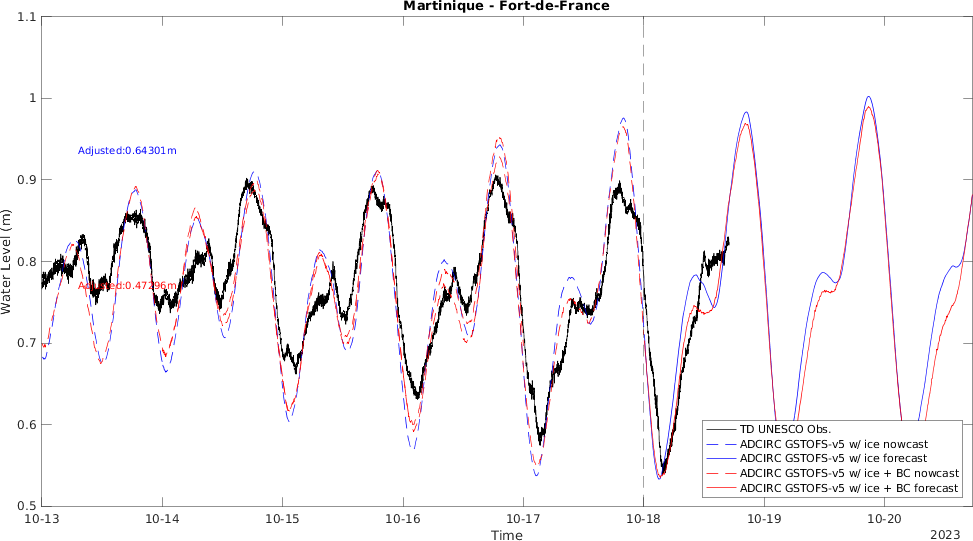 Martinique - Fort-de-France
1.1
1
0.9
0.8
0.7
0.6
0.5
Water Level (m)
Adjusted:0.64301m
Adjusted:0.47296m
TD UNESCO Obs.
ADCIRC GSTOFS-v5 w/ ice nowcast
ADCIRC GSTOFS-v5 w/ ice forecast
ADCIRC GSTOFS-v5 w/ ice + BC nowcast
ADCIRC GSTOFS-v5 w/ ice + BC forecast
10-13 10-14 10-15 10-16 10-17 10-18 10-19 10-20
Time
2023